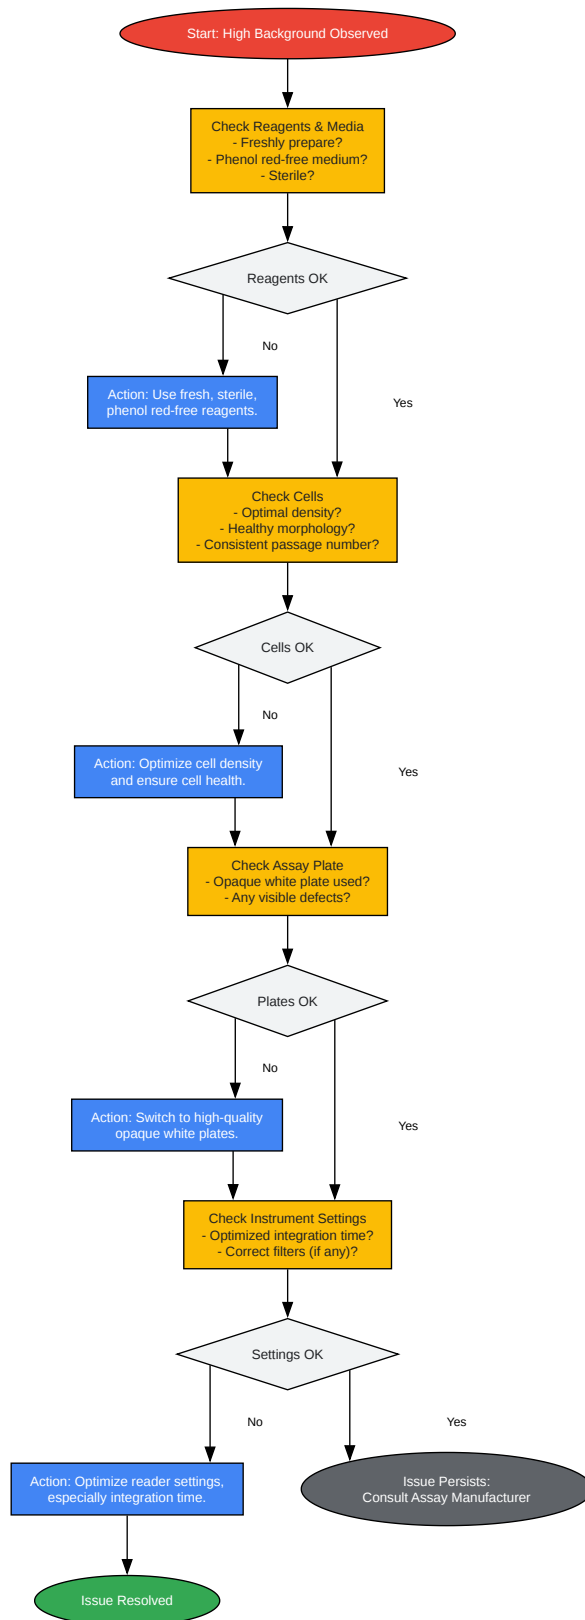 Start: High Background Observed
Check Reagents & Media
- Freshly prepare?
- Phenol red-free medium?
- Sterile?
Reagents OK
No
Action: Use fresh, sterile,
phenol red-free reagents.
Yes
Check Cells
- Optimal density?
- Healthy morphology?
- Consistent passage number?
Cells OK
No
Action: Optimize cell density
and ensure cell health.
Yes
Check Assay Plate
- Opaque white plate used?
- Any visible defects?
Plates OK
No
Action: Switch to high-quality
opaque white plates.
Yes
Check Instrument Settings
- Optimized integration time?
- Correct filters (if any)?
Settings OK
No
Yes
Action: Optimize reader settings,
especially integration time.
Issue Persists:
Consult Assay Manufacturer
Issue Resolved